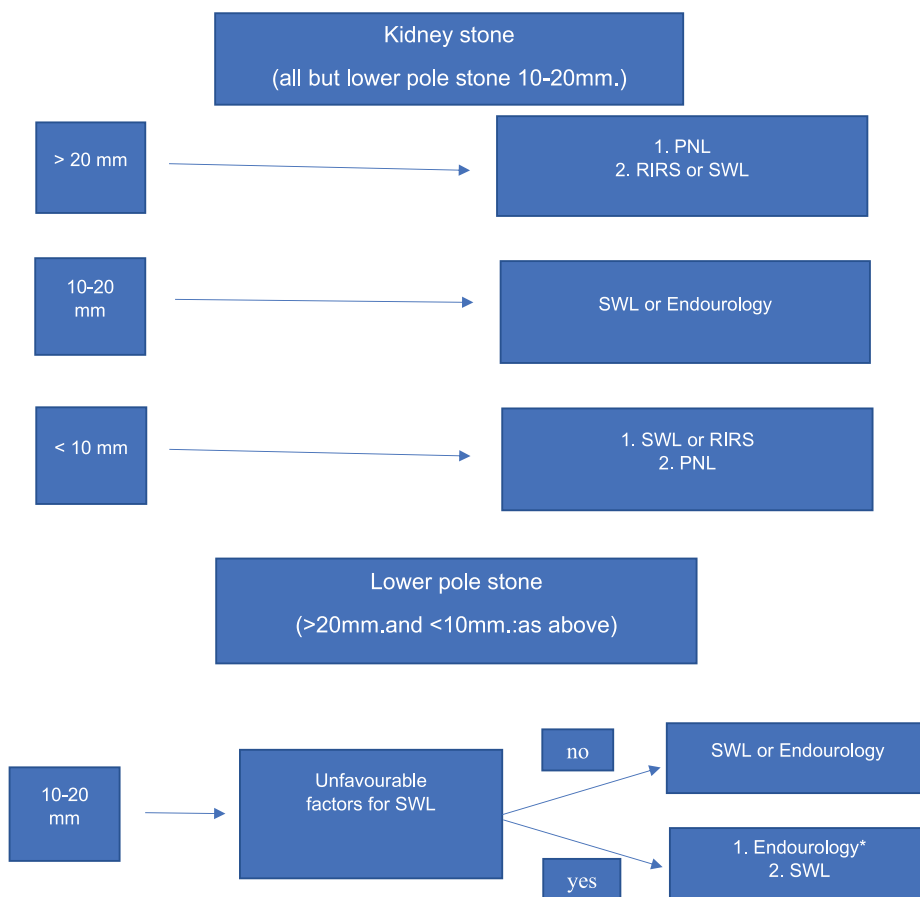 Kidney stone
(all but lower pole stone 10-20mm.)
> 20 mm
1. PNL
2. RIRS or SWL
10-20
mm
SWL or Endourology
< 10 mm
1. SWL or RIRS
2. PNL
Lower pole stone
(>20mm.and <10mm.:as above)
10-20
mm
Unfavourable
factors for SWL
no
SWL or Endourology
yes
1. Endourology*
2. SWL